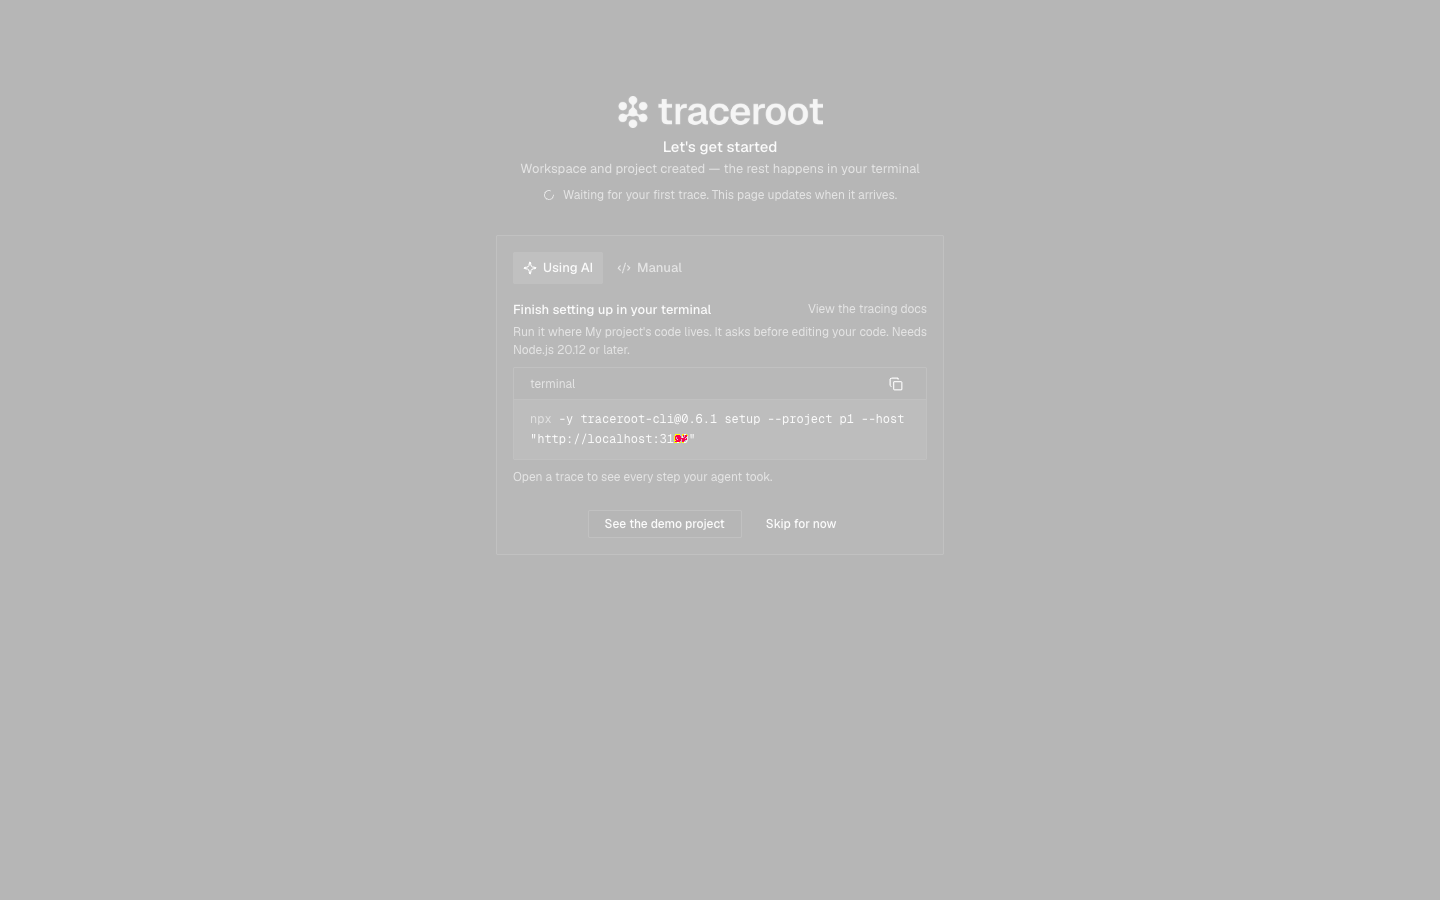 traceroot
Let's get started
Workspace and project created — the rest happens in your terminal
Waiting for your first trace. This page updates when it arrives.
Using AI
Manual
Finish setting up in your terminal
View the tracing docs
Run it where My project's code lives. It asks before editing your code. Needs
Node.js 20.12 or later.
terminal
npx -y traceroot-cli@0.6.1 setup --project p1 --host
Open a trace to see every step your agent took.
See the demo project
Skip for now